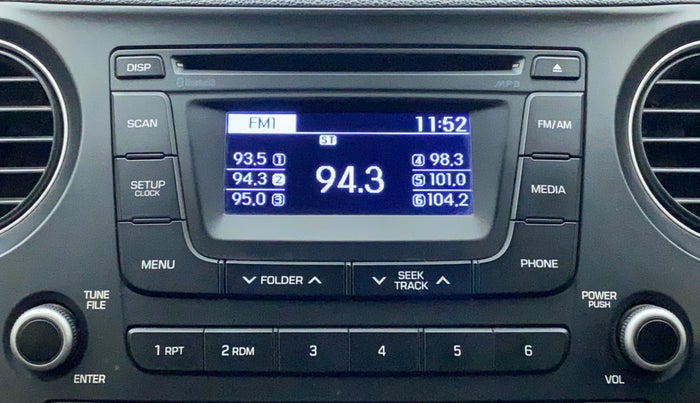 DISP
Bluetooth
MP3
SCAN
FM/AM
FM1
11:52
ST
93.5 1
94.3 2
95.0 3
94.3
4 98.3
5 101.0
6 104.2
SETUP
CLOCK
MEDIA
MENU
PHONE
FOLDER
SEEK
TRACK
TUNE
FILE
POWER
PUSH
1 RPT
2 RDM
3
4
5
6
ENTER
VOL